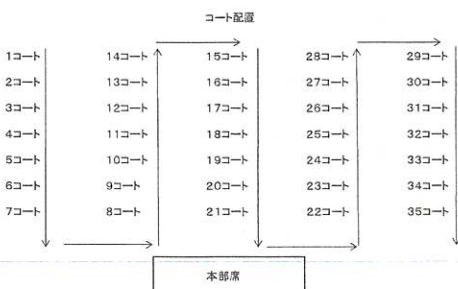 コート配置
1コート 14コート 15コート 28コート 29コート
2コート 13コート 16コート 27コート 30コート
3コート 12コート 17コート 26コート 31コート
4コート 11コート 18コート 25コート 32コート
5コート 10コート 19コート 24コート 33コート
6コート 9コート 20コート 23コート 34コート
7コート 8コート 21コート 22コート 35コート
本部席